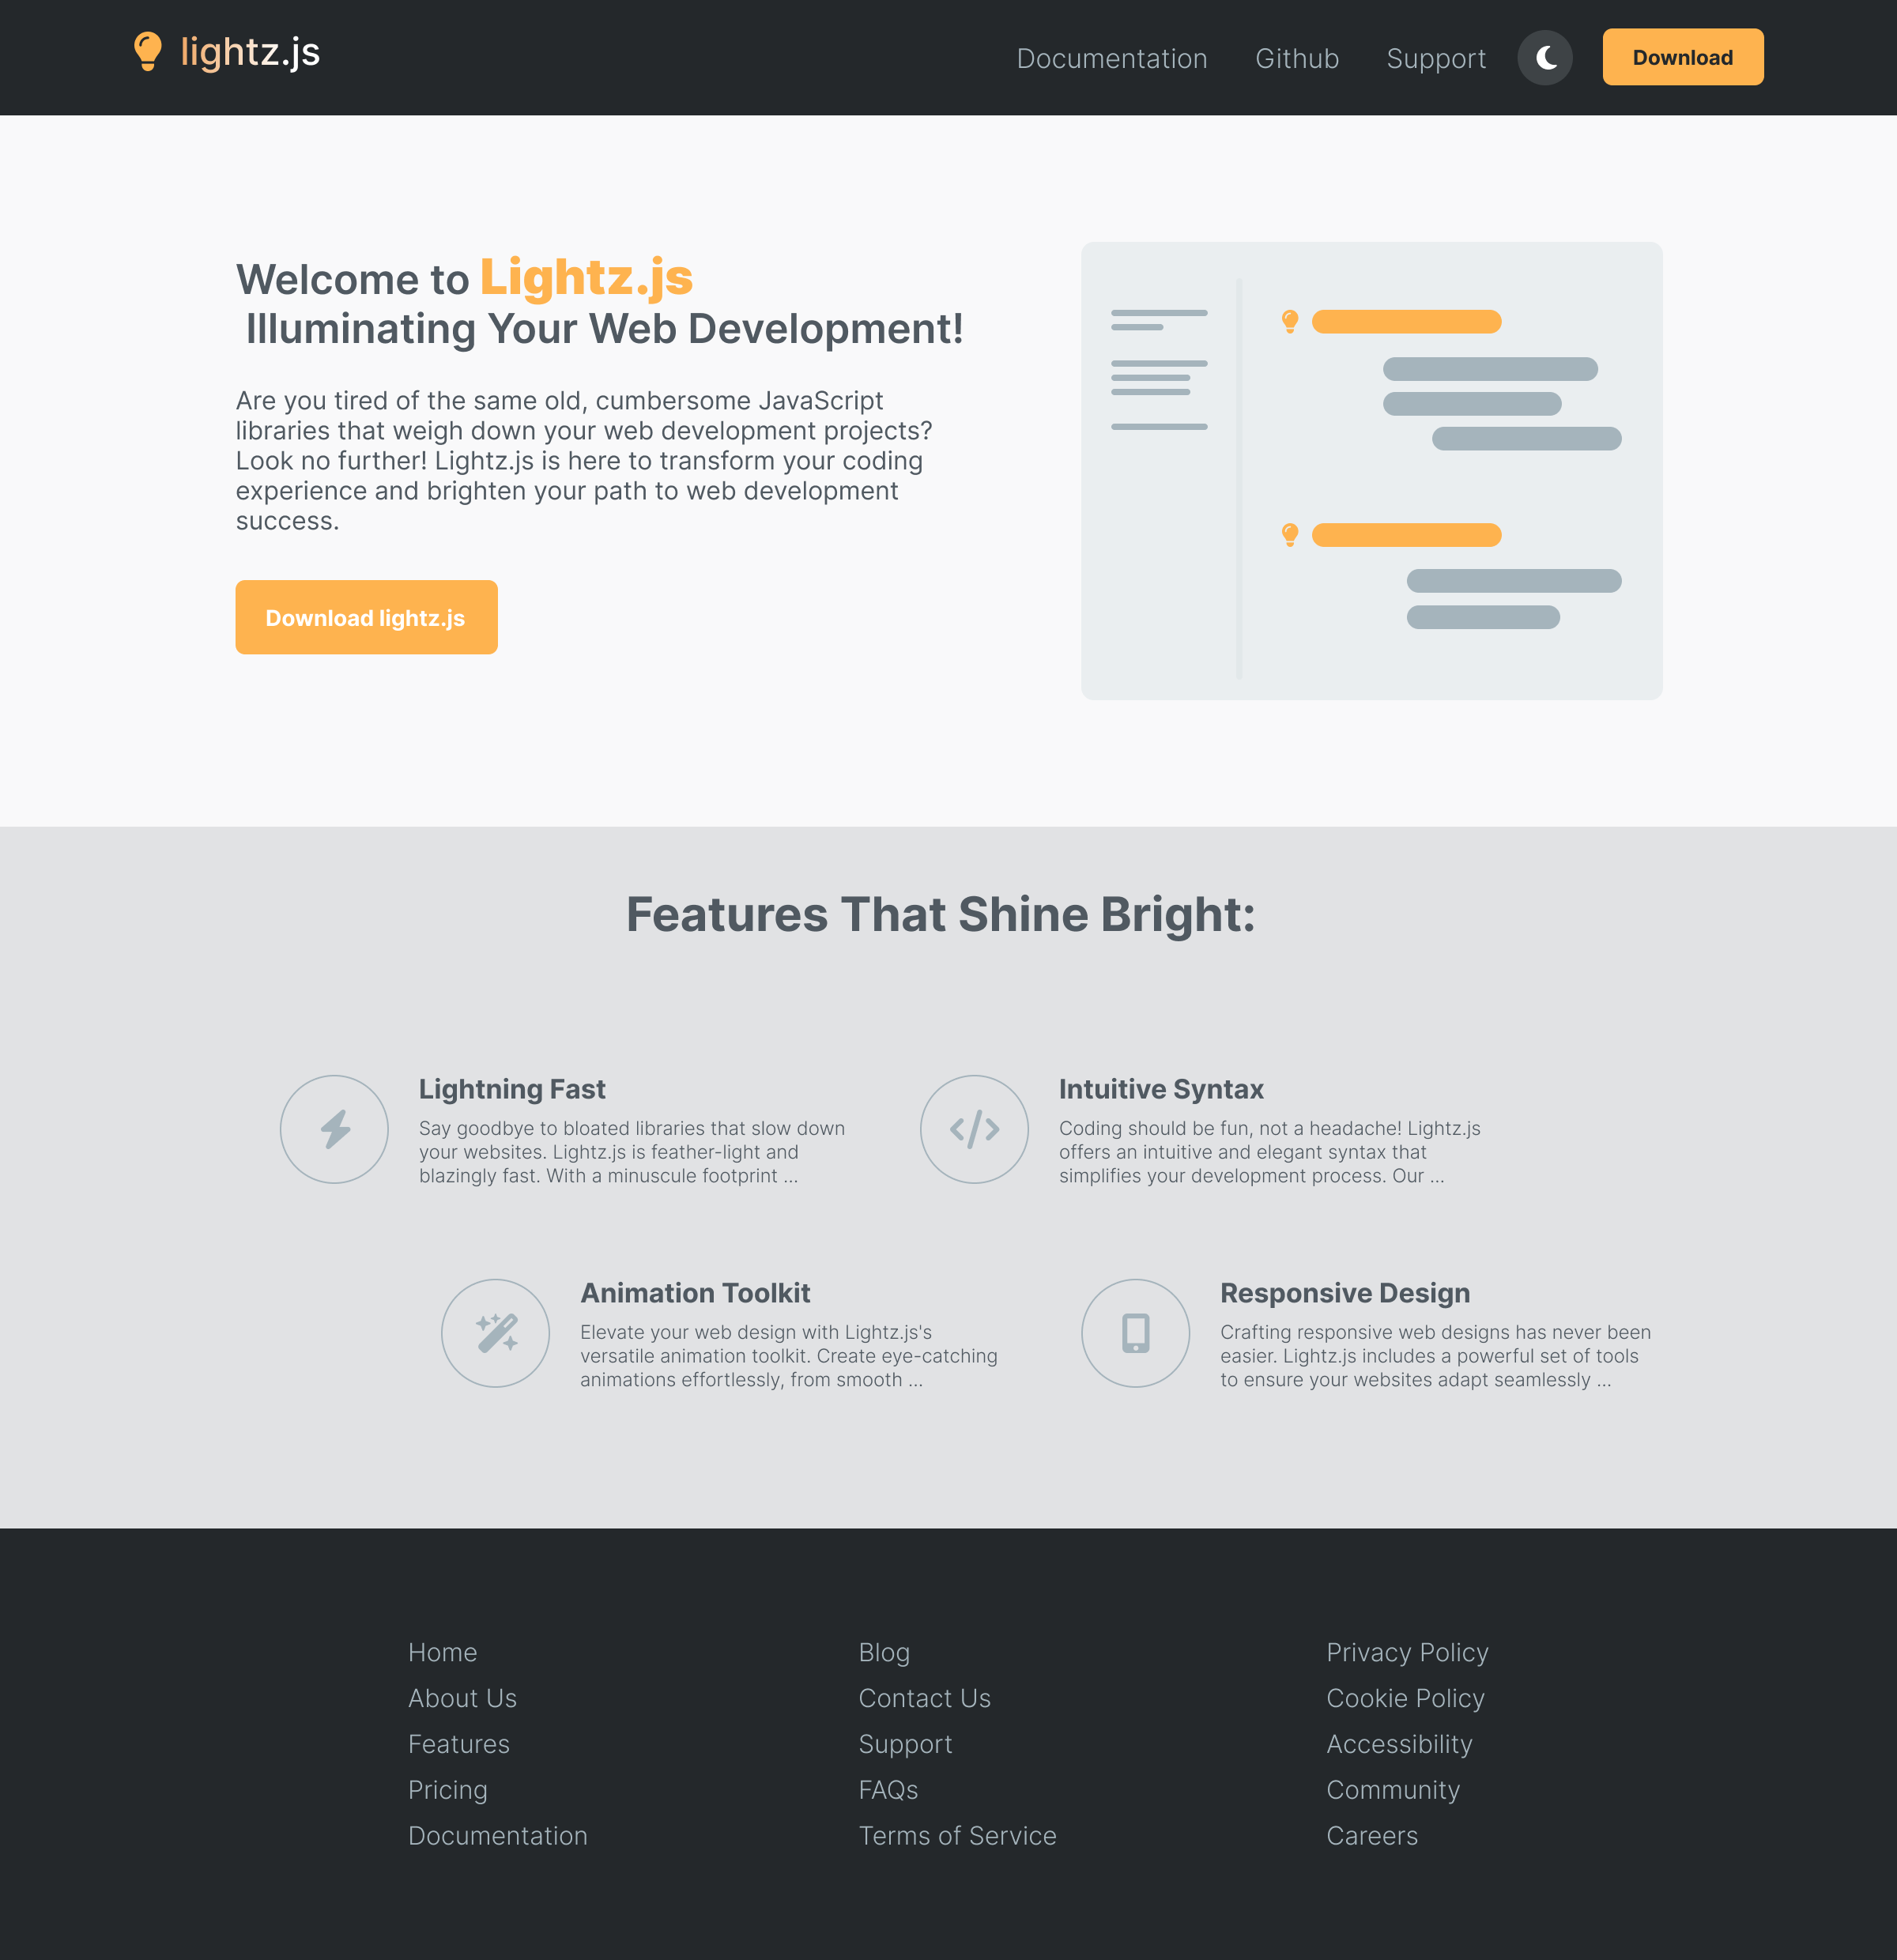 lightz.js
Documentation
Github
Support
Download
Welcome to Lightz.js
Illuminating Your Web Development!
Are you tired of the same old, cumbersome JavaScript
libraries that weigh down your web development projects?
Look no further! Lightz.js is here to transform your coding
experience and brighten your path to web development
success.
Download lightz.js
Features That Shine Bright:
Lightning Fast
Say goodbye to bloated libraries that slow down
your websites. Lightz.js is feather-light and
blazingly fast. With a minuscule footprint ...
Intuitive Syntax
Coding should be fun, not a headache! Lightz.js
offers an intuitive and elegant syntax that
simplifies your development process. Our ...
Animation Toolkit
Elevate your web design with Lightz.js's
versatile animation toolkit. Create eye-catching
animations effortlessly, from smooth ...
Responsive Design
Crafting responsive web designs has never been
easier. Lightz.js includes a powerful set of tools
to ensure your websites adapt seamlessly ...
Home
About Us
Features
Pricing
Documentation
Blog
Contact Us
Support
FAQs
Terms of Service
Privacy Policy
Cookie Policy
Accessibility
Community
Careers